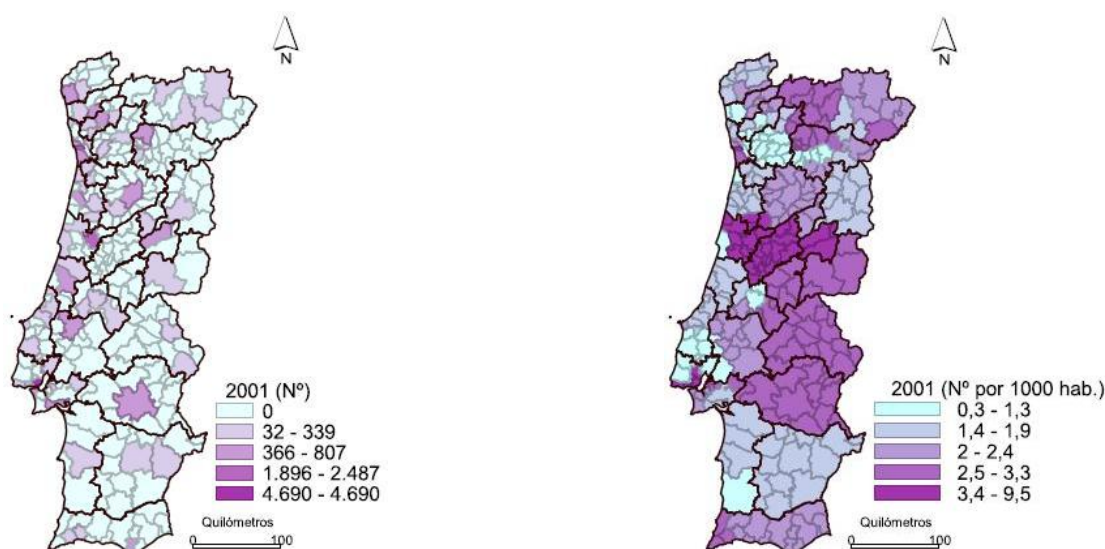 N
2001 (Nº)
0
32 - 339
366 - 807
1.896 - 2.487
4.690 - 4.690
Quilómetros
0 100
N
2001 (Nº por 1000 hab.)
0,3 - 1,3
1,4 - 1,9
2 - 2,4
2,5 - 3,3
3,4 - 9,5
Quilómetros
0 100